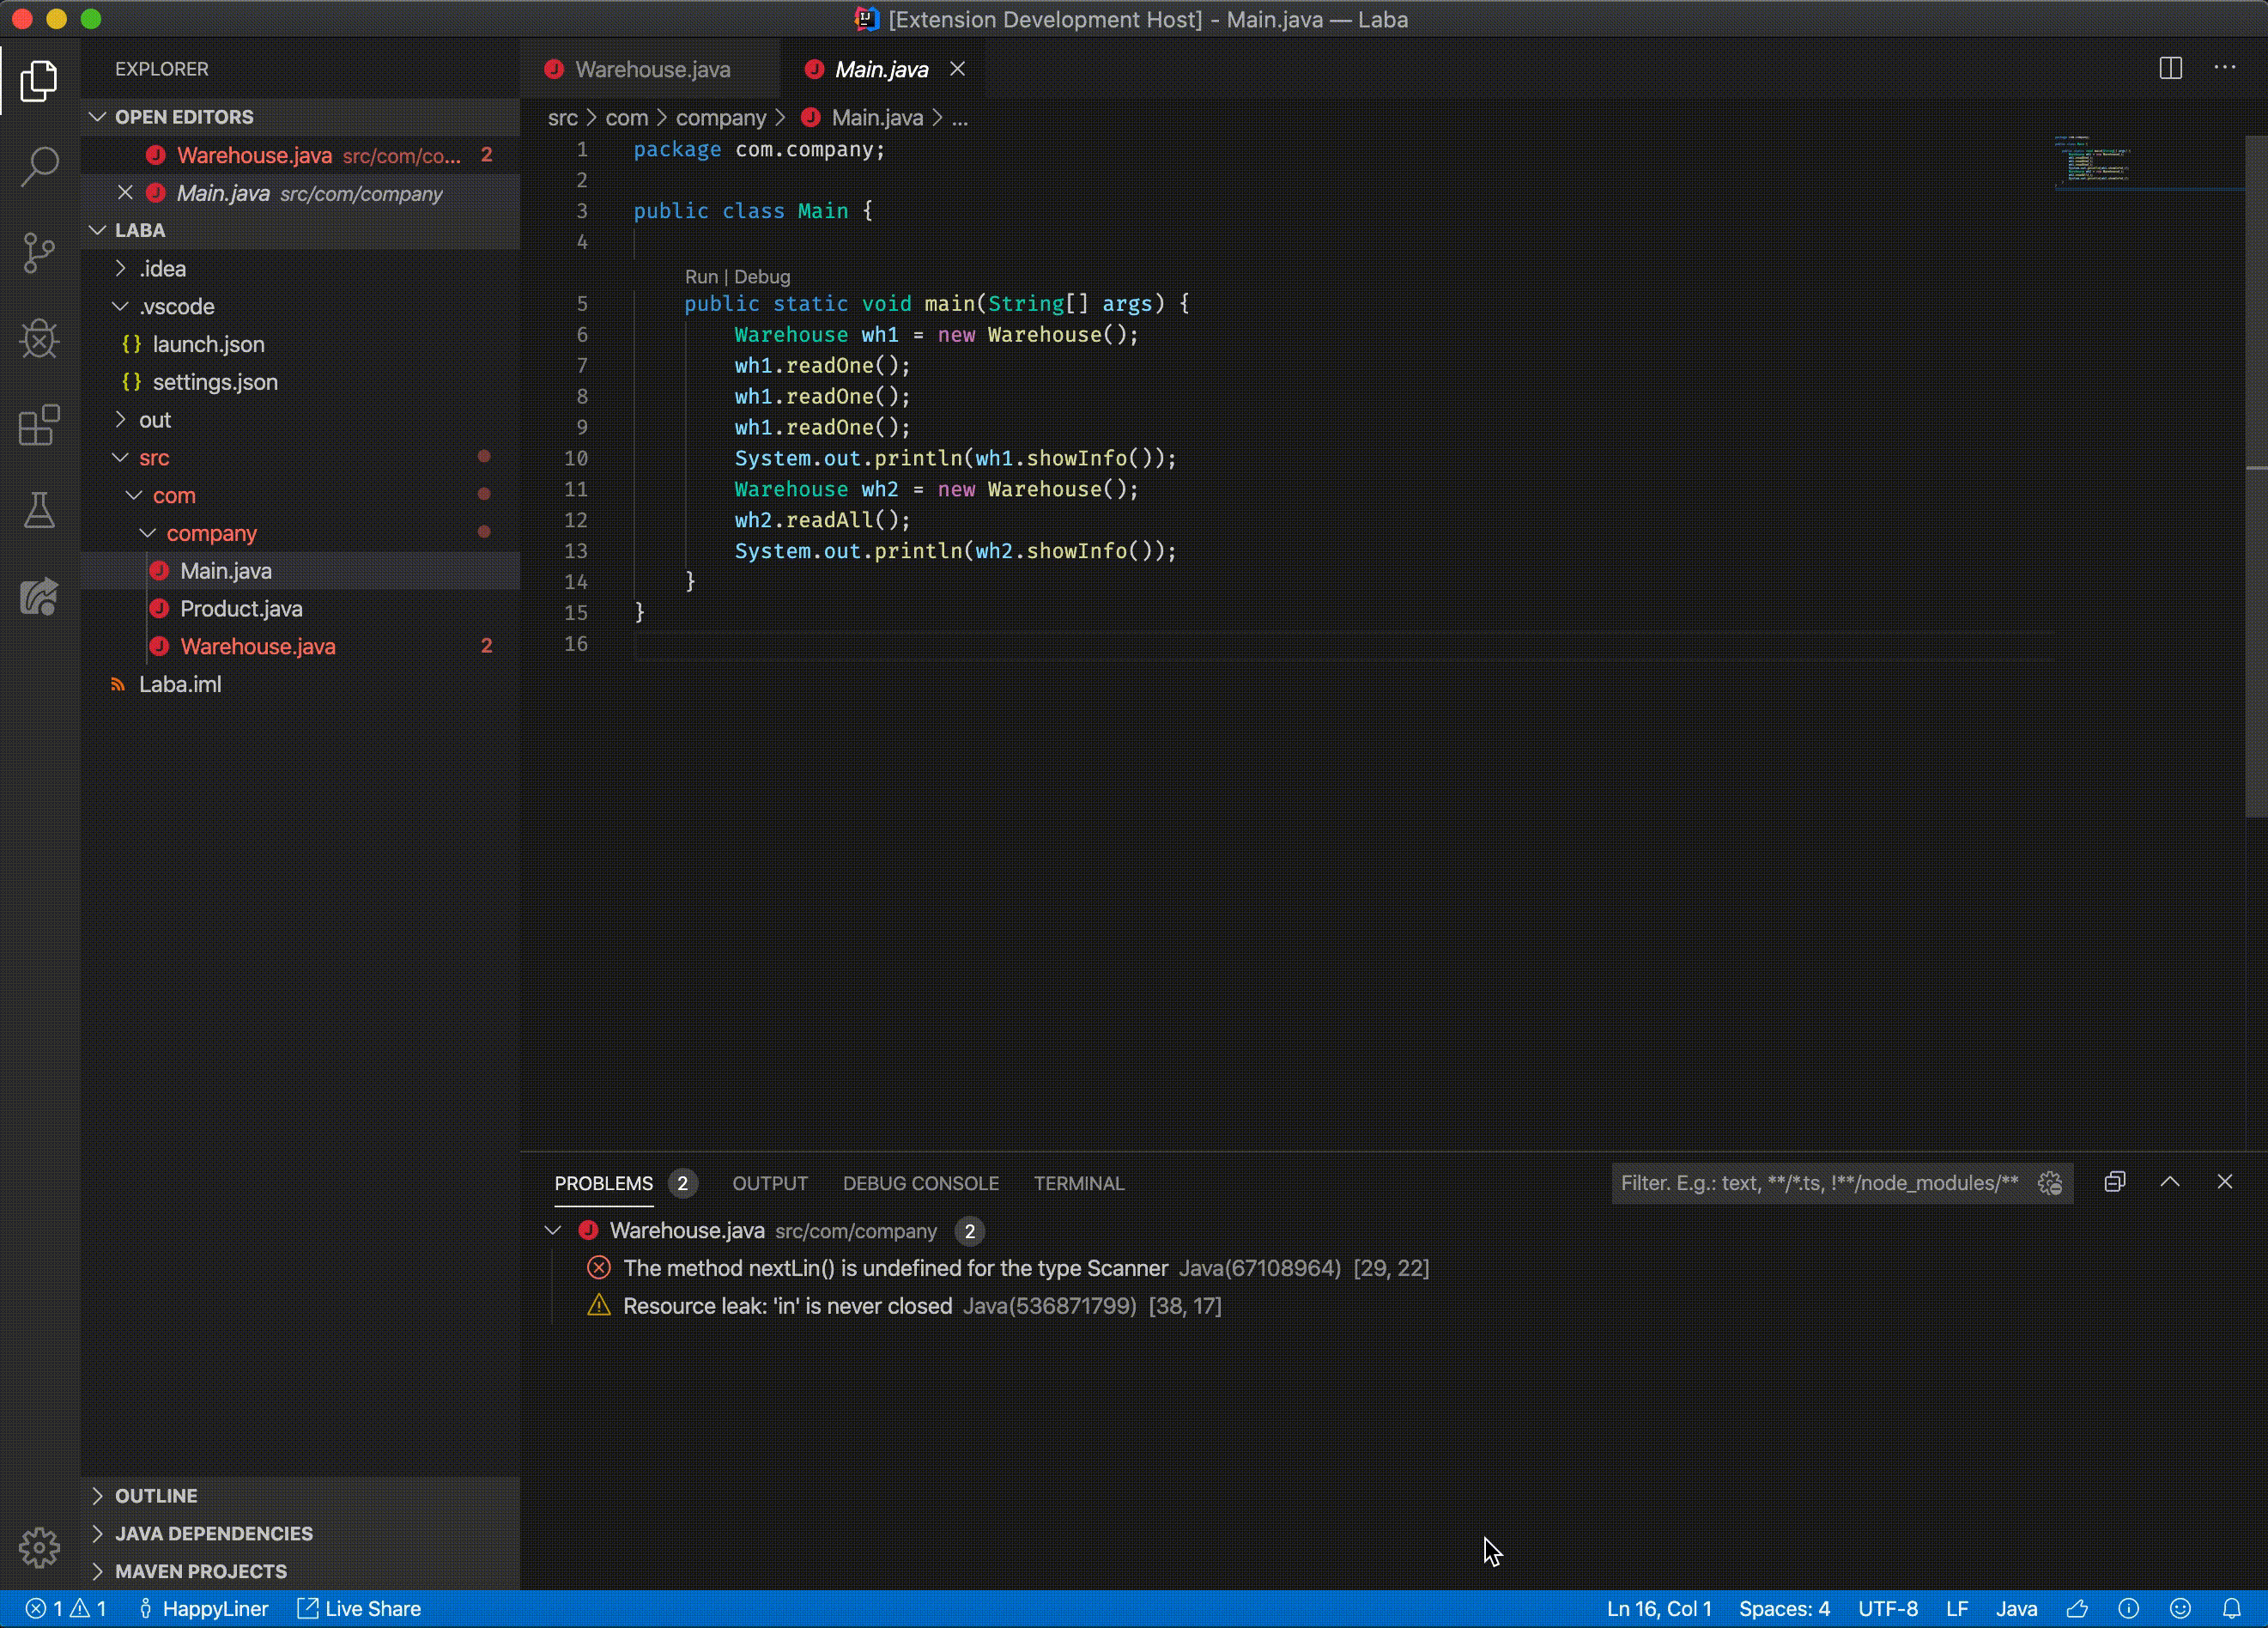 [Extension Development Host] - Main.java — Laba
EXPLORER
OPEN EDITORS
Warehouse.java src/com/co... 2
Main.java src/com/company
LABA
.idea
.vscode
{} launch.json
{} settings.json
out
src
com
company
Main.java
Product.java
Warehouse.java 2
Laba.iml
OUTLINE
JAVA DEPENDENCIES
MAVEN PROJECTS
Warehouse.java Main.java
src > com > company > Main.java > ...
1 package com.company;
2
3 public class Main {
4
Run | Debug
5 public static void main(String[] args) {
6 Warehouse wh1 = new Warehouse();
7 wh1.readOne();
8 wh1.readOne();
9 wh1.readOne();
10 System.out.println(wh1.showInfo());
11 Warehouse wh2 = new Warehouse();
12 wh2.readAll();
13 System.out.println(wh2.showInfo());
14 }
15 }
16
PROBLEMS 2 OUTPUT DEBUG CONSOLE TERMINAL Filter. E.g.: text, **/*.ts, !**/node_modules/**
Warehouse.java src/com/company 2
The method nextLin() is undefined for the type Scanner Java(67108964) [29, 22]
Resource leak: 'in' is never closed Java(536871799) [38, 17]
1 1 HappyLiner Live Share Ln 16, Col 1 Spaces: 4 UTF-8 LF Java